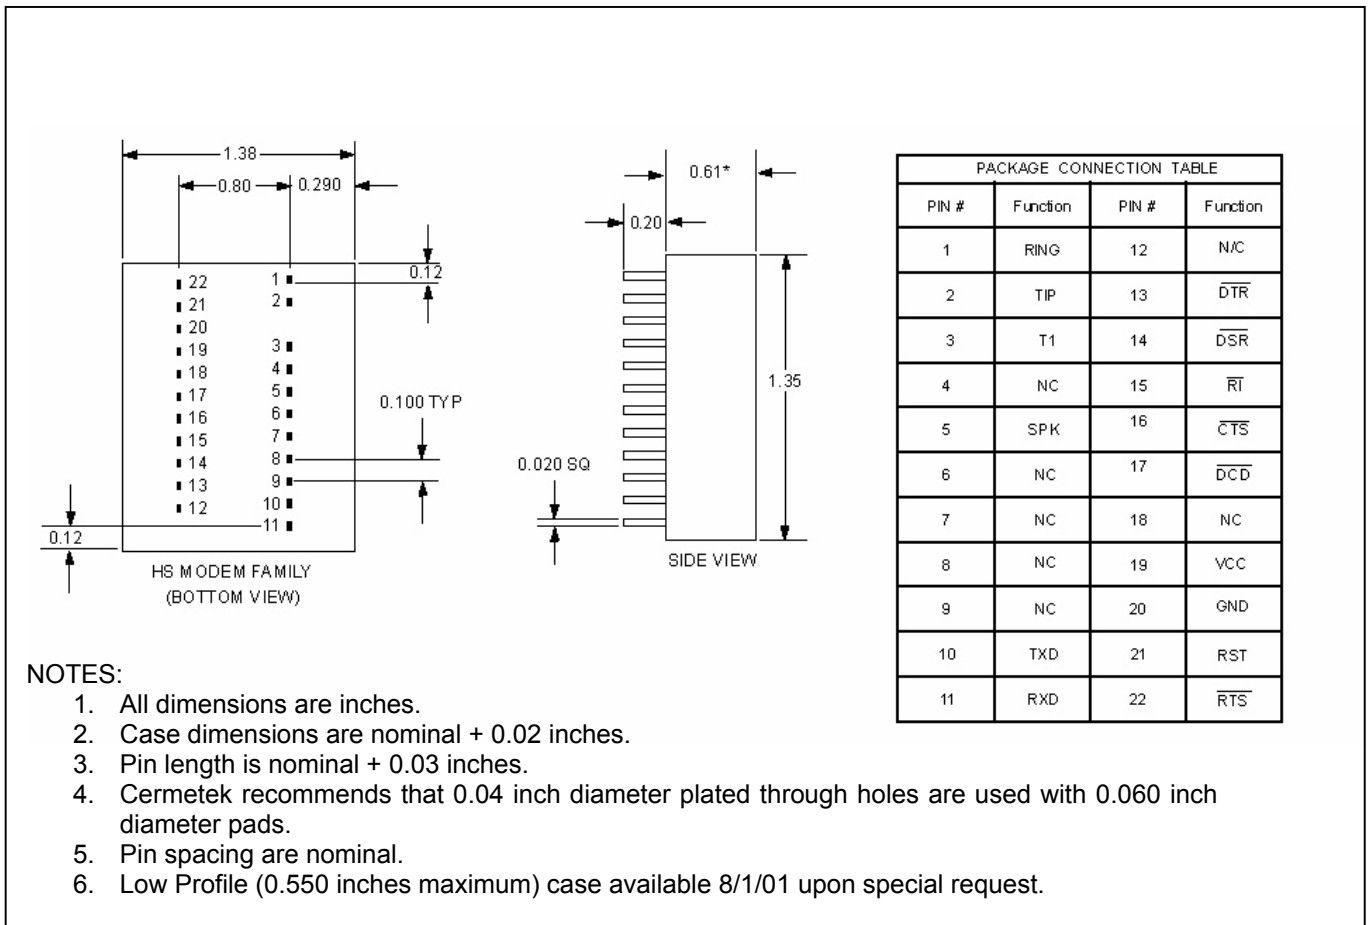 1.38
0.80 0.290
0.12
22 1
21 2
20
19 3
18 4
17 5
16 6
15 7
14 8
13 9
12 10
11
0.100 TYP
0.12
HS MODEM FAMILY
(BOTTOM VIEW)
0.61*
0.20
1.35
0.020 SQ
SIDE VIEW
PACKAGE CONNECTION TABLE
PIN # Function PIN # Function
1 RING 12 N/C
2 TIP 13 D̅T̅R̅
3 T1 14 D̅S̅R̅
4 NC 15 R̅I̅
5 SPK 16 C̅T̅S̅
6 NC 17 D̅C̅D̅
7 NC 18 NC
8 NC 19 VCC
9 NC 20 GND
10 TXD 21 RST
11 RXD 22 R̅T̅S̅
NOTES:
1. All dimensions are inches.
2. Case dimensions are nominal + 0.02 inches.
3. Pin length is nominal + 0.03 inches.
4. Cermetek recommends that 0.04 inch diameter plated through holes are used with 0.060 inch
diameter pads.
5. Pin spacing are nominal.
6. Low Profile (0.550 inches maximum) case available 8/1/01 upon special request.